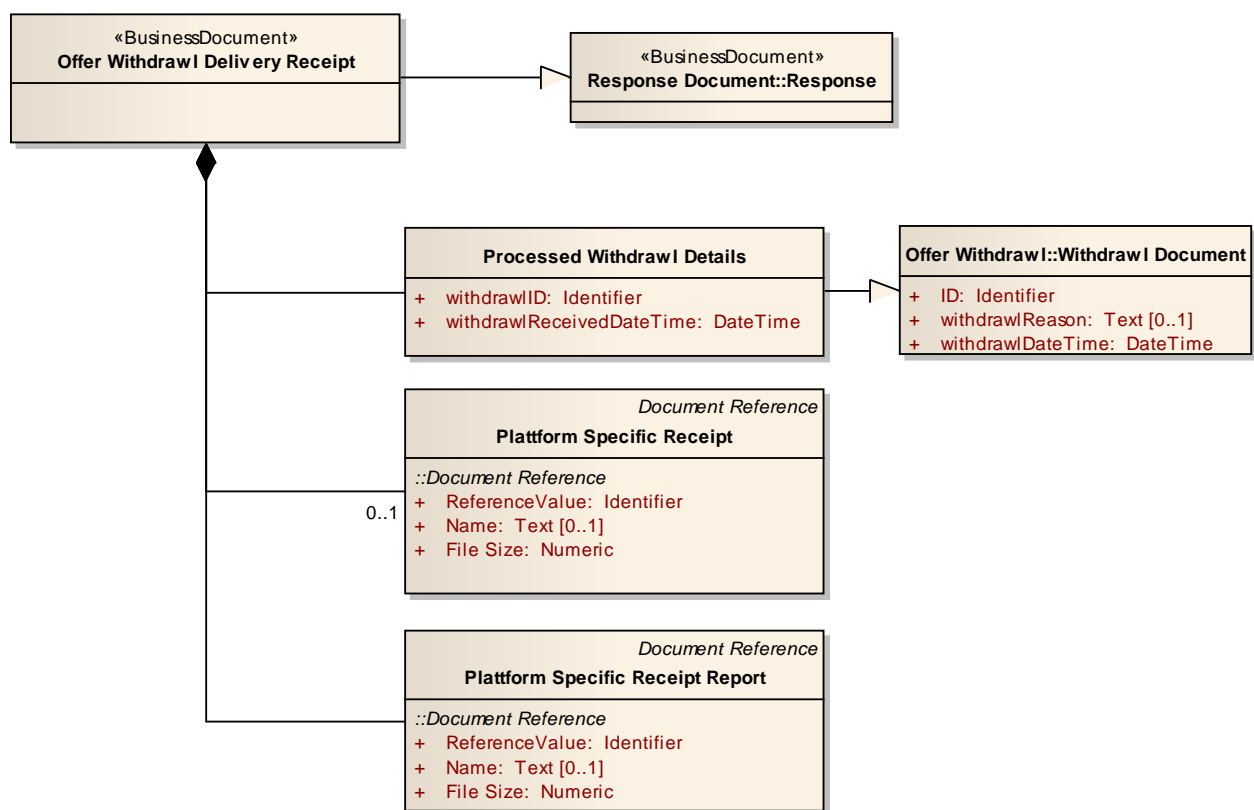 «BusinessDocument»
Offer Withdrawl Delivery Receipt
«BusinessDocument»
Response Document::Response
Processed Withdrawl Details
+ withdrawlID: Identifier
+ withdrawlReceivedDateTime: DateTime
Offer Withdrawl::Withdrawl Document
+ ID: Identifier
+ withdrawlReason: Text [0..1]
+ withdrawlDateTime: DateTime
Document Reference
Plattform Specific Receipt
::Document Reference
+ ReferenceValue: Identifier
+ Name: Text [0..1]
+ File Size: Numeric
0..1
Document Reference
Plattform Specific Receipt Report
::Document Reference
+ ReferenceValue: Identifier
+ Name: Text [0..1]
+ File Size: Numeric